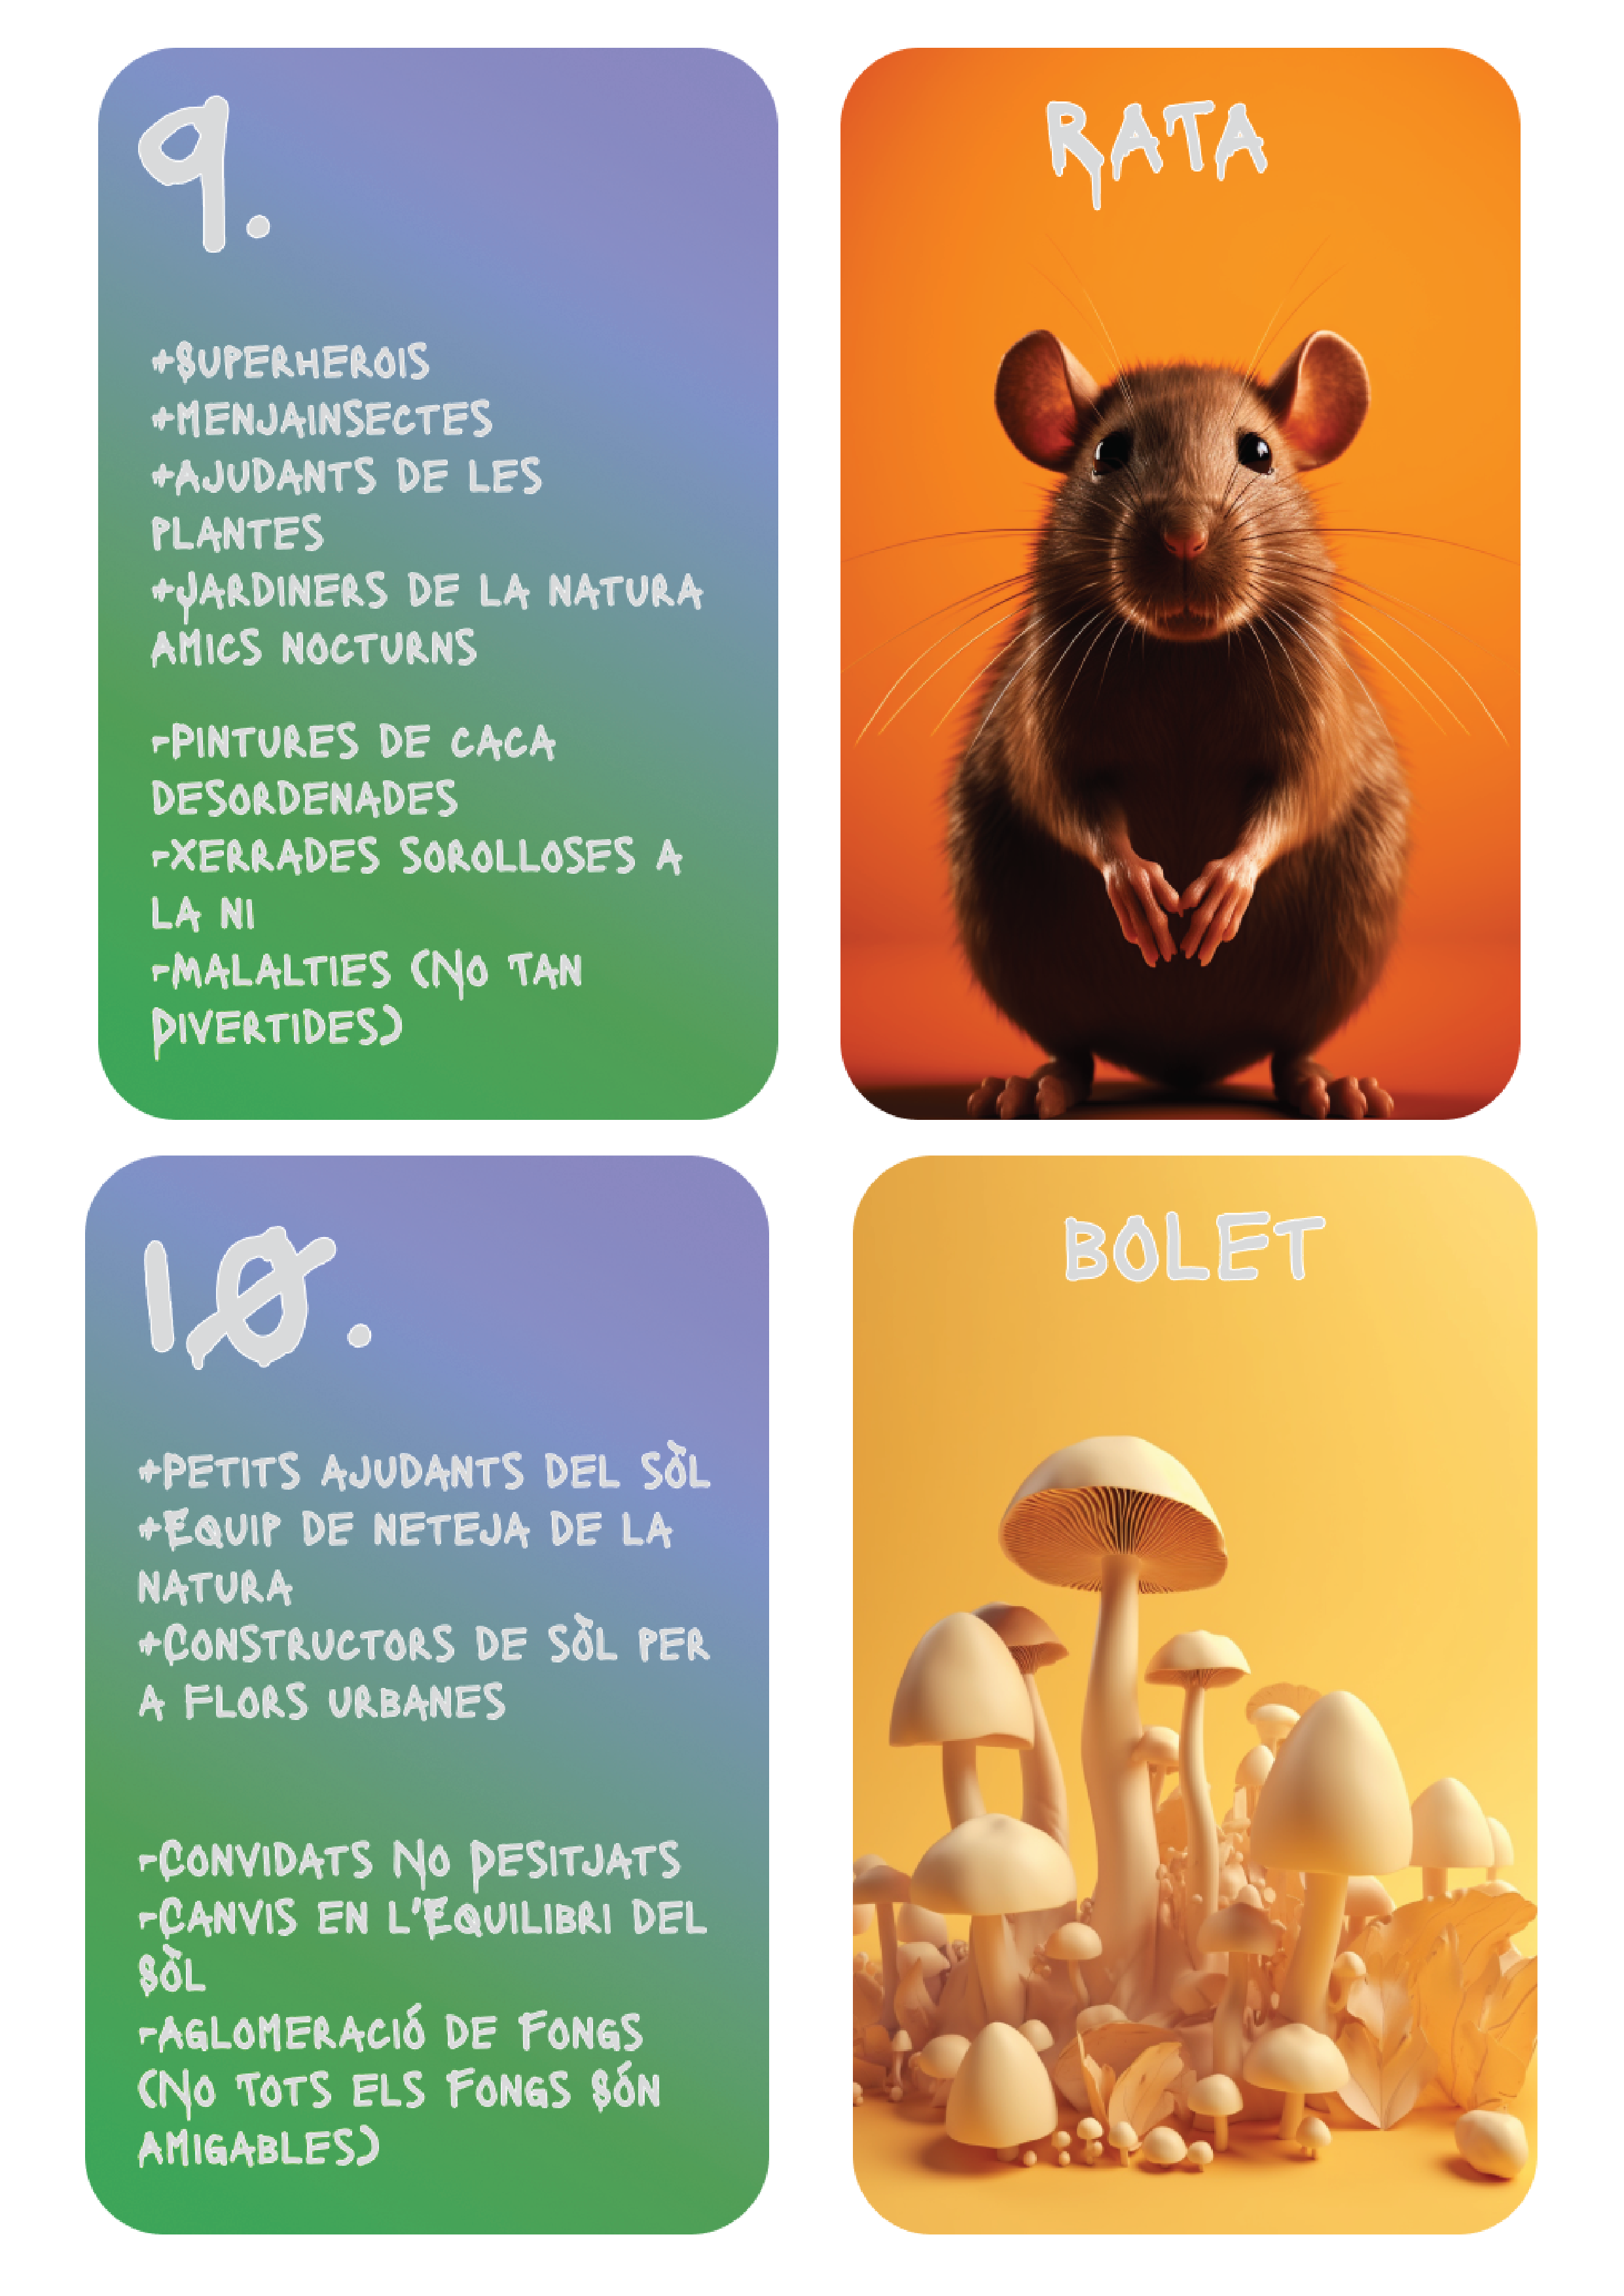 9.
+Superherois
+menjainsectes
+ajudants de les
plantes
+Jardiners de la natura
amics nocturns
-pintures de caca
desordenades
-xerrades sorolloses a
la ni
-malalties (No tan
Divertides)
RATA
10.
+petits ajudants del sòl
+Equip de neteja de la
natura
+Constructors de sòl per
a flors urbanes
-Convidats No Desitjats
-Canvis en l'Equilibri del
Sòl
-aglomeració de Fongs
(No Tots els Fongs Són
amigables)
BOLET